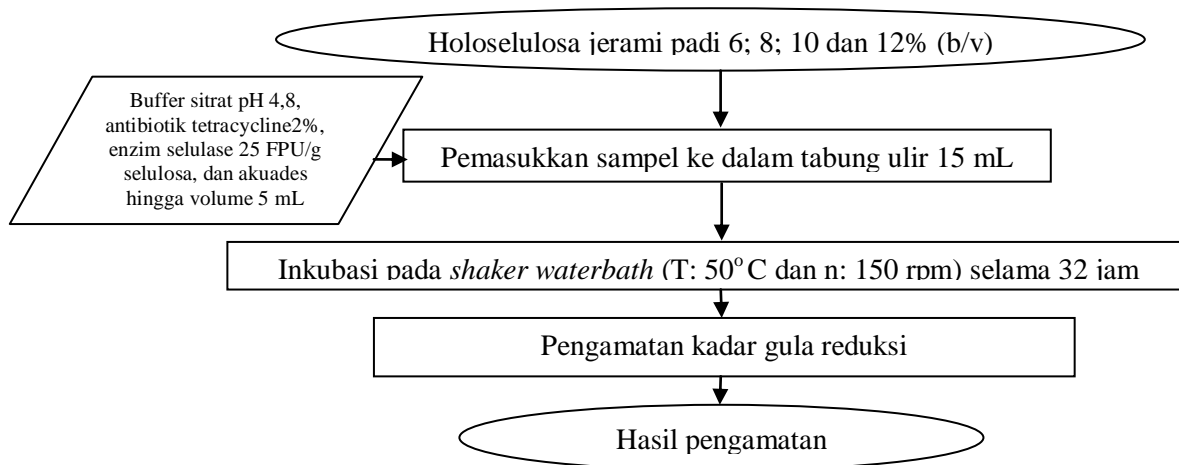 Holoselulosa jerami padi 6; 8; 10 dan 12% (b/v)
Buffer sitrat pH 4,8,
antibiotik tetracycline2%,
enzim selulase 25 FPU/g
selulosa, dan akuades
hingga volume 5 mL
Pemasukkan sampel ke dalam tabung ulir 15 mL
Inkubasi pada shaker waterbath (T: 50°C dan n: 150 rpm) selama 32 jam
Pengamatan kadar gula reduksi
Hasil pengamatan